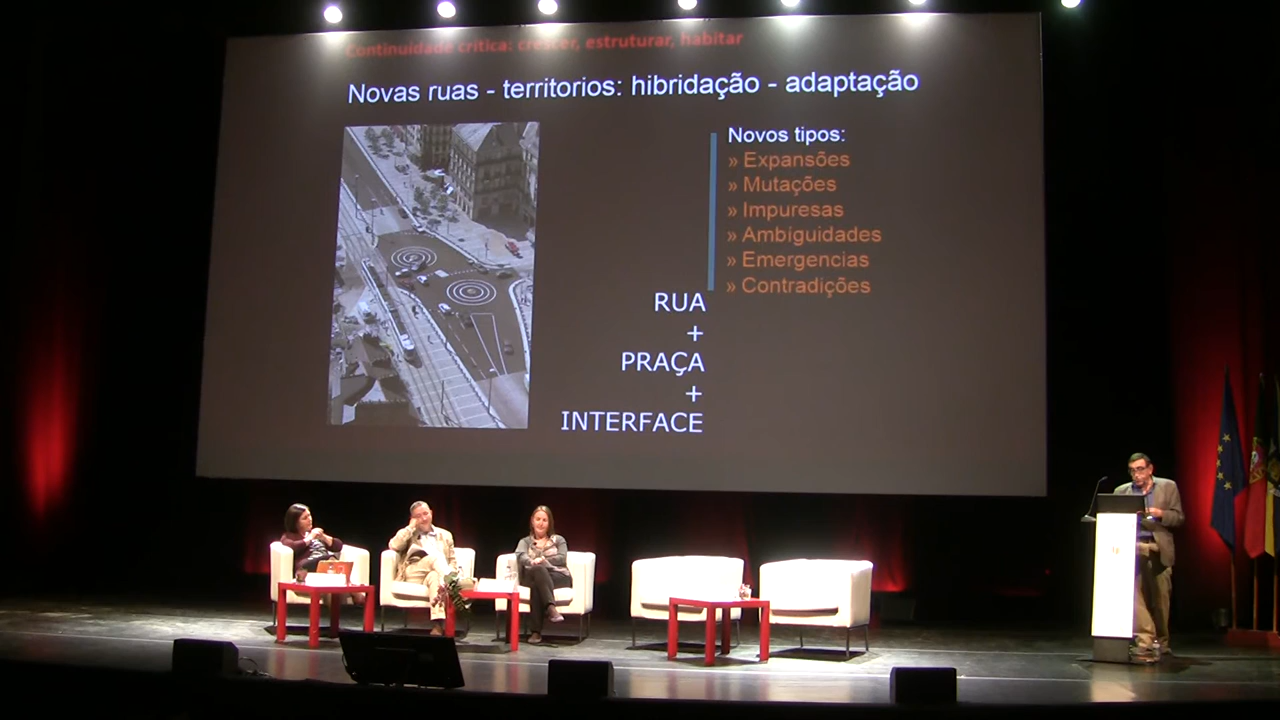 Continuidade crítica: crescer, estruturar, habitar
Novas ruas - territorios: hibridação - adaptação
Novos tipos:
» Expansões
» Mutações
» Impuresas
» Ambiguidades
» Emergencias
» Contradições
RUA
+
PRAÇA
+
INTERFACE